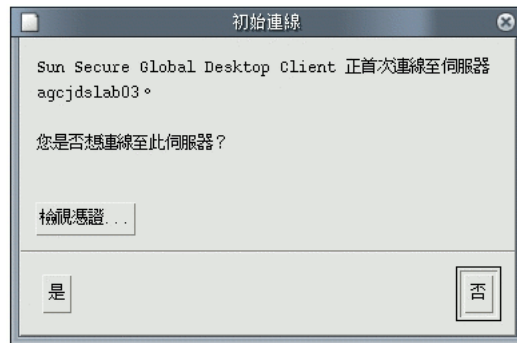 初始連線
Sun Secure Global Desktop Client 正首次連線至伺服器
agcjdslab03。
您是否想連線至此伺服器？
檢視憑證...
是
否